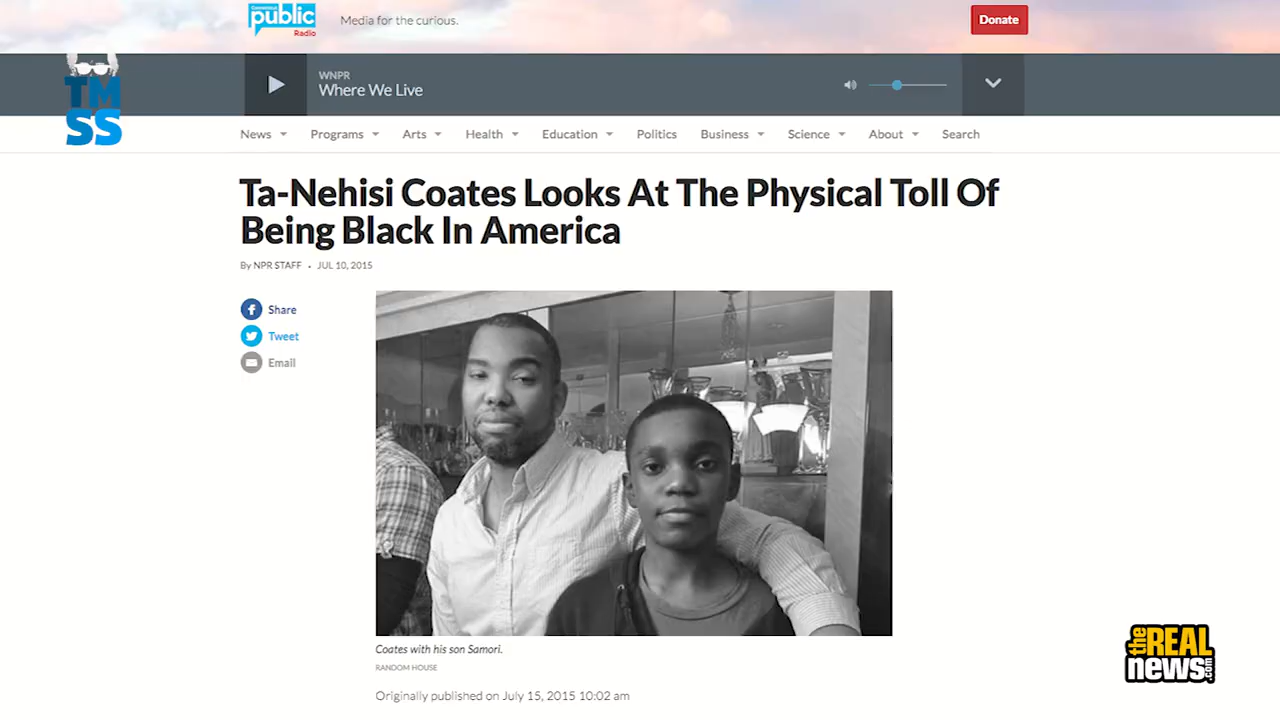 public
Radio
Media for the curious.
Donate
WNPR
Where We Live
TM
SS
News
Programs
Arts
Health
Education
Politics
Business
Science
About
Search
Ta-Nehisi Coates Looks At The Physical Toll Of
Being Black In America
By NPR STAFF • JUL 10, 2015
Share
Tweet
Email
Coates with his son Samori.
RANDOM HOUSE
Originally published on July 15, 2015 10:02 am
the REAL
news.com